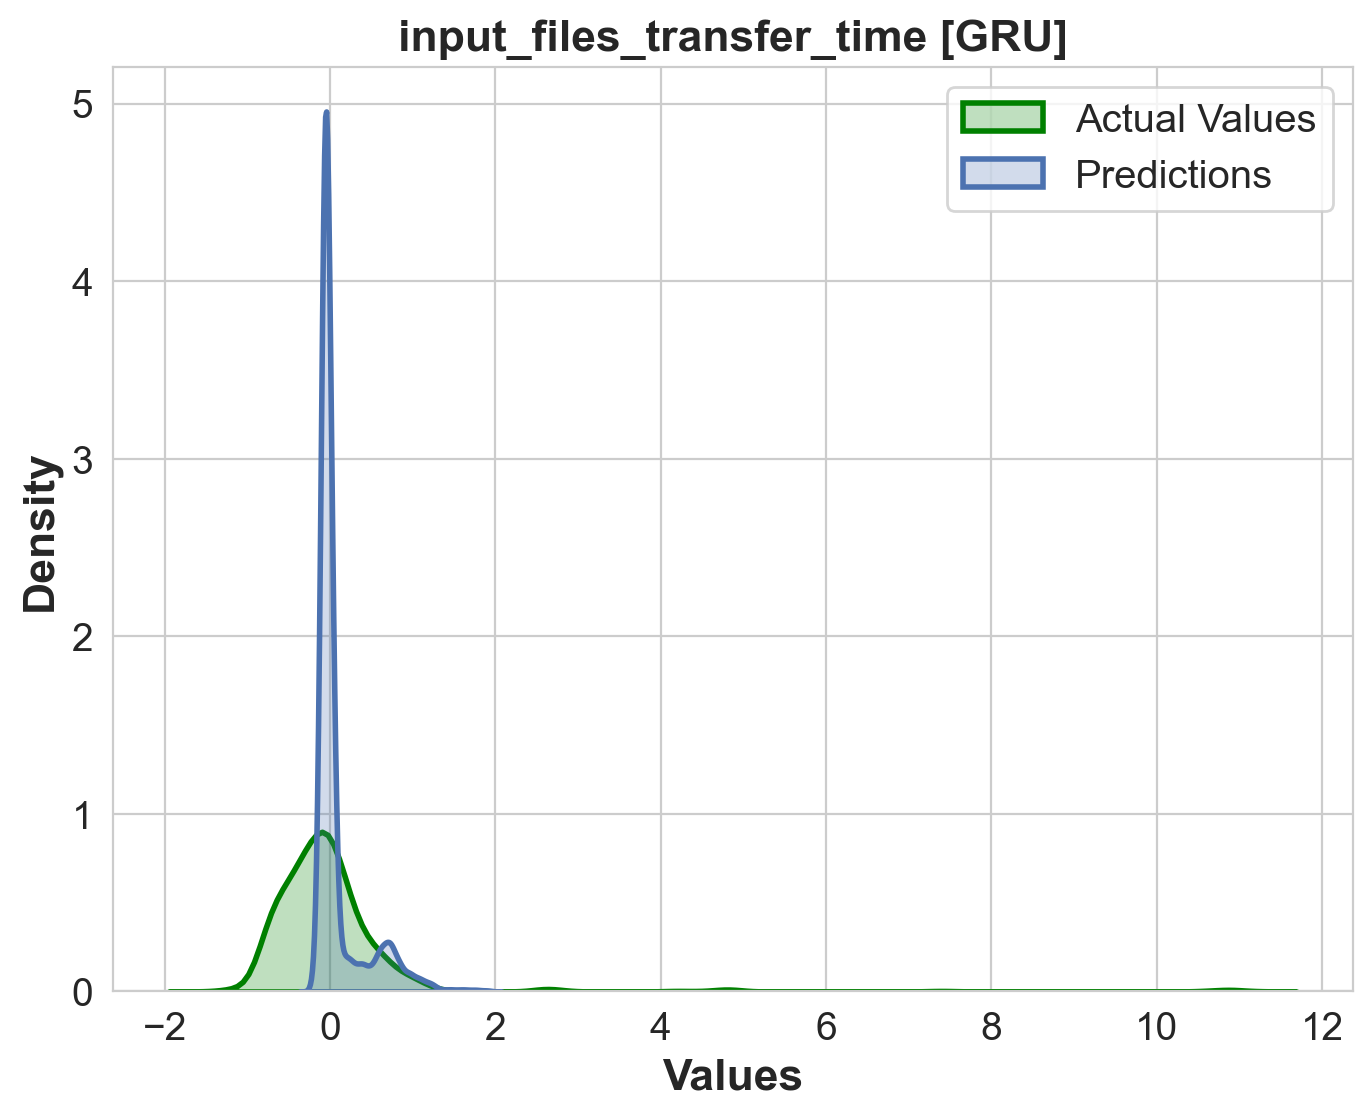 input_files_transfer_time [GRU]
Actual Values
Predictions
5
4
3
2
1
0
Density
−2
0
2
4
6
8
10
12
Values